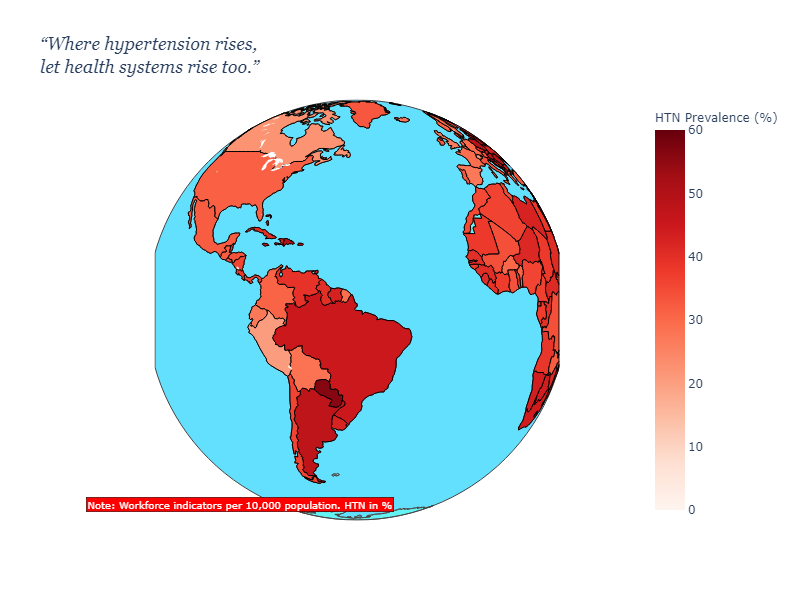 “Where hypertension rises,
let health systems rise too.”
HTN Prevalence (%)
60
50
40
30
20
10
0
Note: Workforce indicators per 10,000 population. HTN in %